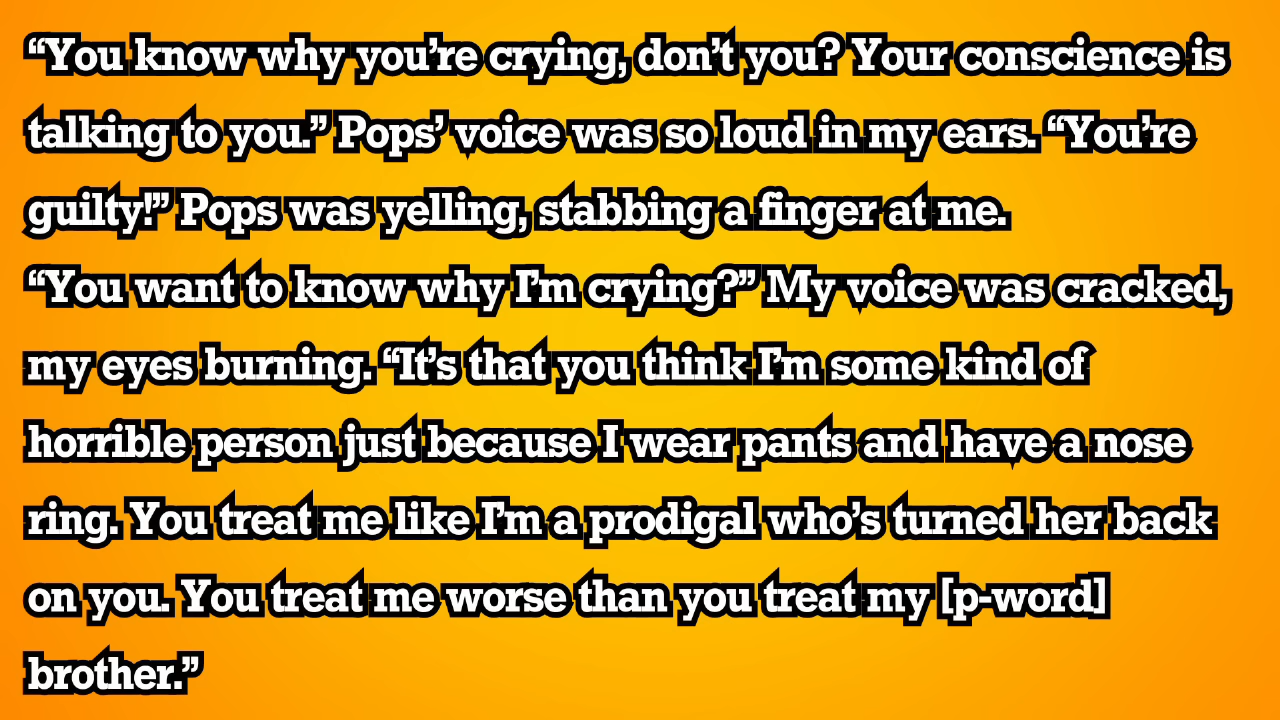 “You know why you’re crying, don’t you? Your conscience is
talking to you.” Pops’ voice was so loud in my ears. “You’re
guilty!” Pops was yelling, stabbing a finger at me.
“You want to know why I’m crying?” My voice was cracked,
my eyes burning. “It’s that you think I’m some kind of
horrible person just because I wear pants and have a nose
ring. You treat me like I’m a prodigal who’s turned her back
on you. You treat me worse than you treat my [p-word]
brother.”